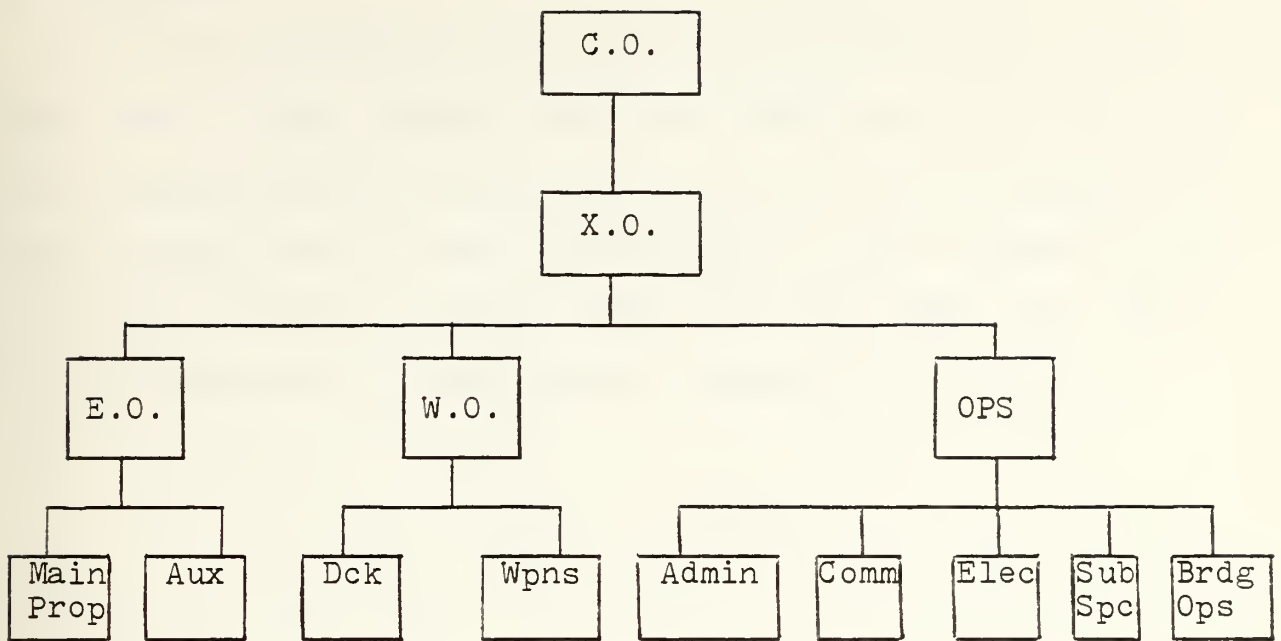 C.O.
X.O.
E.O.
W.O.
OPS
Main
Prop
Aux
Dck
Wpns
Admin
Comm
Elec
Sub
Spc
Brdg
Ops